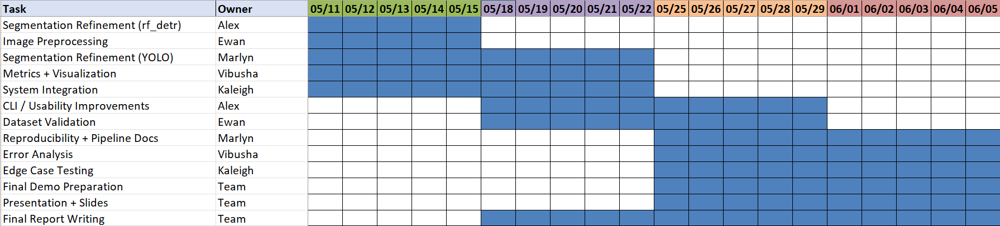 Task Owner 05/11 05/12 05/13 05/14 05/15 05/18 05/19 05/20 05/21 05/22 05/25 05/26 05/27 05/28 05/29 06/01 06/02 06/03 06/04 06/05
Segmentation Refinement (rf_detr) Alex
Image Preprocessing Ewan
Segmentation Refinement (YOLO) Marlyn
Metrics + Visualization Vibusha
System Integration Kaleigh
CLI / Usability Improvements Alex
Dataset Validation Ewan
Reproducibility + Pipeline Docs Marlyn
Error Analysis Vibusha
Edge Case Testing Kaleigh
Final Demo Preparation Team
Presentation + Slides Team
Final Report Writing Team